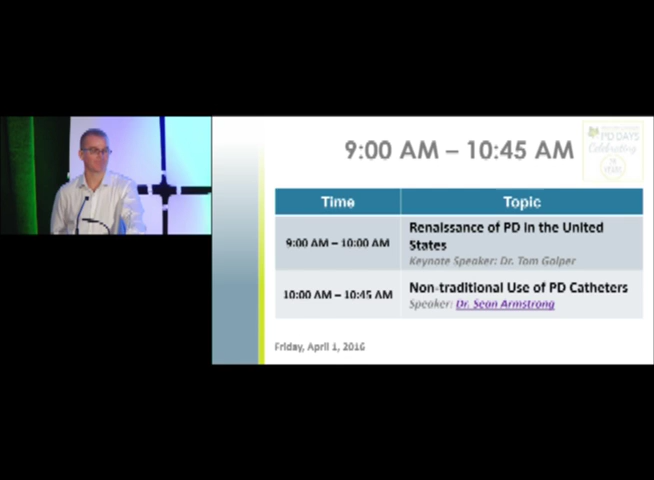 9:00 AM – 10:45 AM
PD DAYS
Celebrating
YEARS
Time Topic
9:00 AM – 10:00 AM
Renaissance of PD in the United
States
Keynote Speaker: Dr. Tom Golper
10:00 AM – 10:45 AM
Non-traditional Use of PD Catheters
Speaker: Dr. Sean Armstrong
Friday, April 1, 2016